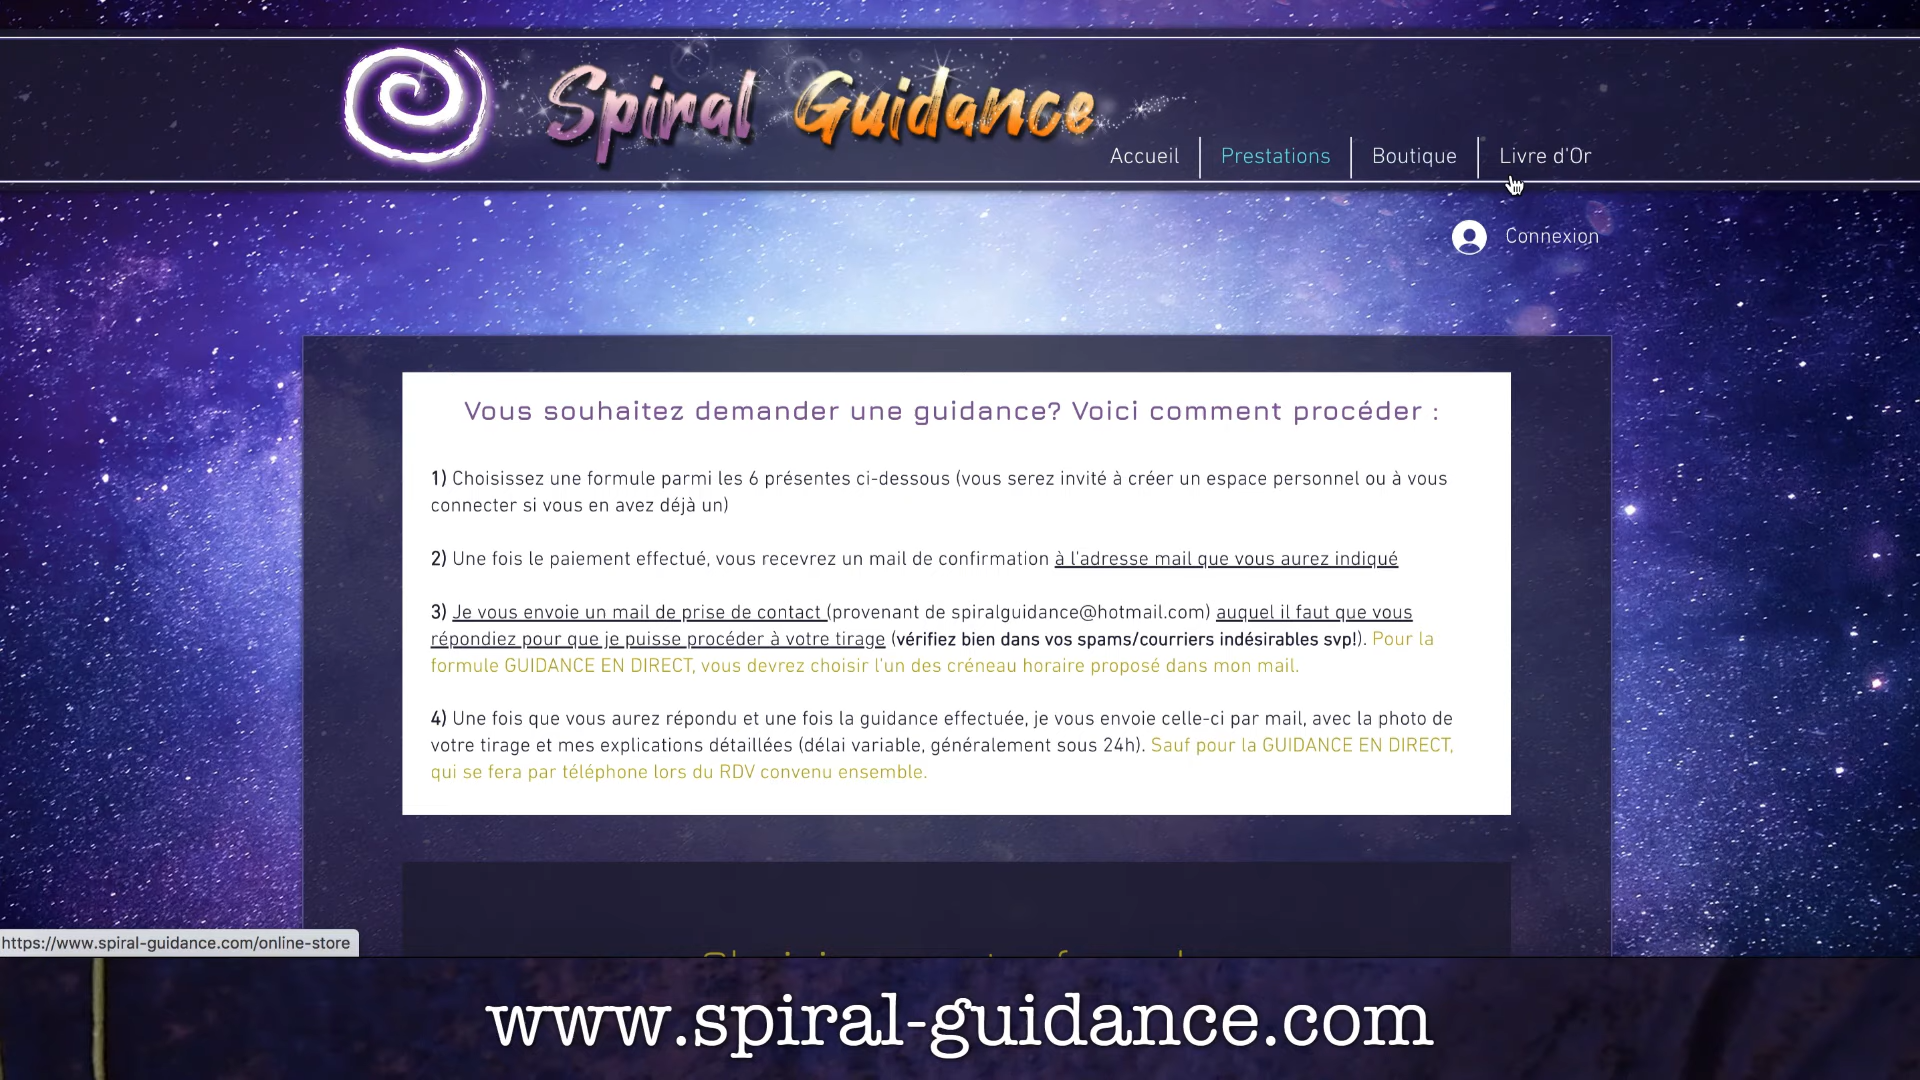 Spiral Guidance
Accueil
Prestations
Boutique
Livre d'Or
Connexion
Vous souhaitez demander une guidance? Voici comment procéder :
1) Choisissez une formule parmi les 6 présentes ci-dessous (vous serez invité à créer un espace personnel ou à vous
connecter si vous en avez déjà un)
2) Une fois le paiement effectué, vous recevrez un mail de confirmation à l'adresse mail que vous aurez indiqué
3) Je vous envoie un mail de prise de contact (provenant de spiralguidance@hotmail.com) auquel il faut que vous
répondiez pour que je puisse procéder à votre tirage (vérifiez bien dans vos spams/courriers indésirables svp!). Pour la
formule GUIDANCE EN DIRECT, vous devrez choisir l'un des créneau horaire proposé dans mon mail.
4) Une fois que vous aurez répondu et une fois la guidance effectuée, je vous envoie celle-ci par mail, avec la photo de
votre tirage et mes explications détaillées (délai variable, généralement sous 24h). Sauf pour la GUIDANCE EN DIRECT,
qui se fera par téléphone lors du RDV convenu ensemble.
https://www.spiral-guidance.com/online-store
www.spiral-guidance.com